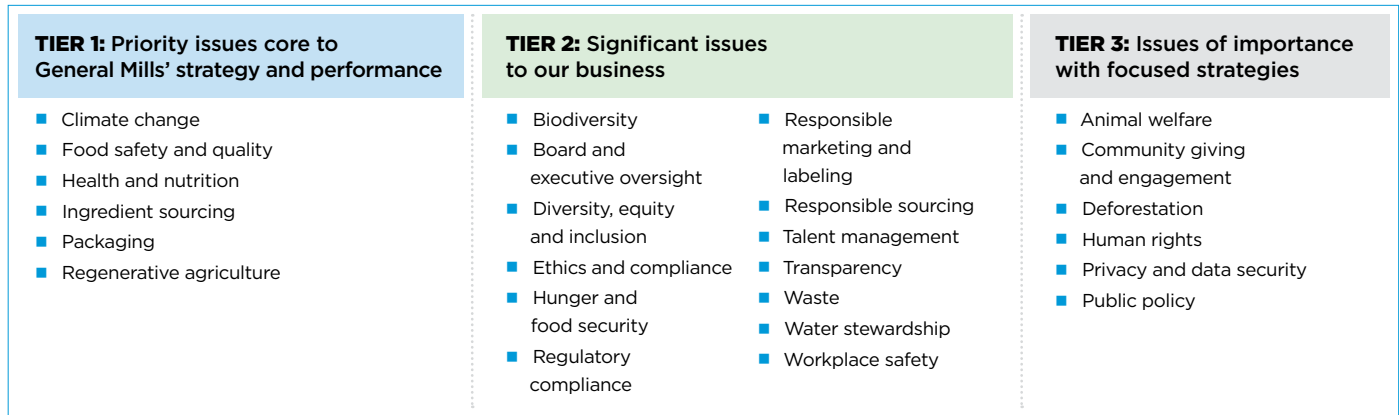 TIER 1: Priority issues core to
General Mills’ strategy and performance
Climate change
Food safety and quality
Health and nutrition
Ingredient sourcing
Packaging
Regenerative agriculture
TIER 2: Significant issues
to our business
Biodiversity
Board and
executive oversight
Diversity, equity
and inclusion
Ethics and compliance
Hunger and
food security
Regulatory
compliance
Responsible
marketing and
labeling
Responsible sourcing
Talent management
Transparency
Waste
Water stewardship
Workplace safety
TIER 3: Issues of importance
with focused strategies
Animal welfare
Community giving
and engagement
Deforestation
Human rights
Privacy and data security
Public policy